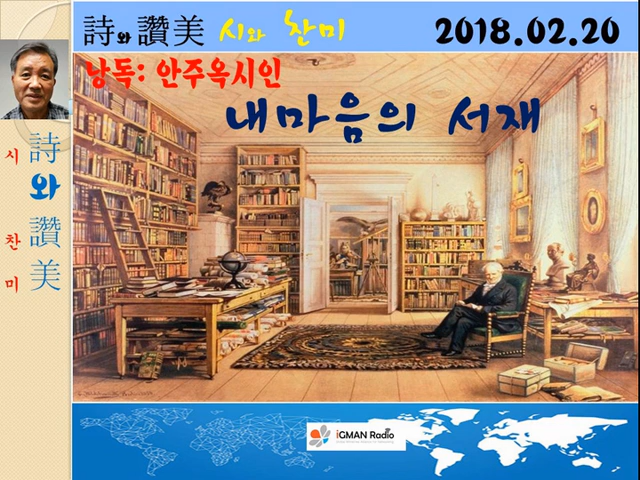 詩와 讚美 시와 찬미 2018.02.20
낭독: 안주옥시인
내마음의 서재
시 찬 미
詩와 讚美
iGMAN Radio